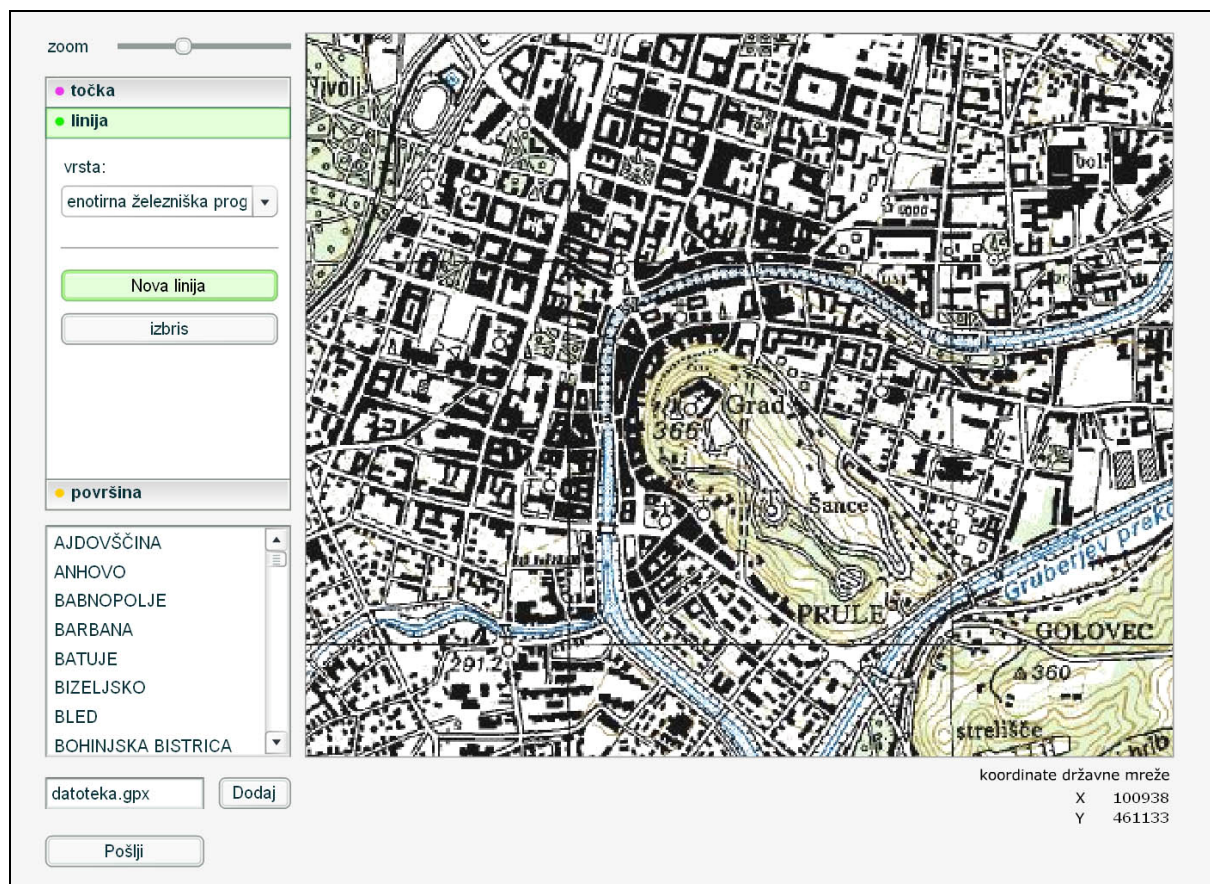 zoom
točka
linija
vrsta:
enotirna železniška prog
Nova linija
izbris
površina
AJDOVŠČINA
ANHOVO
BABNOPOLJE
BARBANA
BATUJE
BIZELJSKO
BLED
BOHINJSKA BISTRICA
datoteka.gpx
Dodaj
Pošlji
Tivoli
bol
Grad
366
Šance
Gruberjev preko
PRULE
GOLOVEC
291.2
360
strelišče
hrib
koordinate državne mreže
X 100938
Y 461133